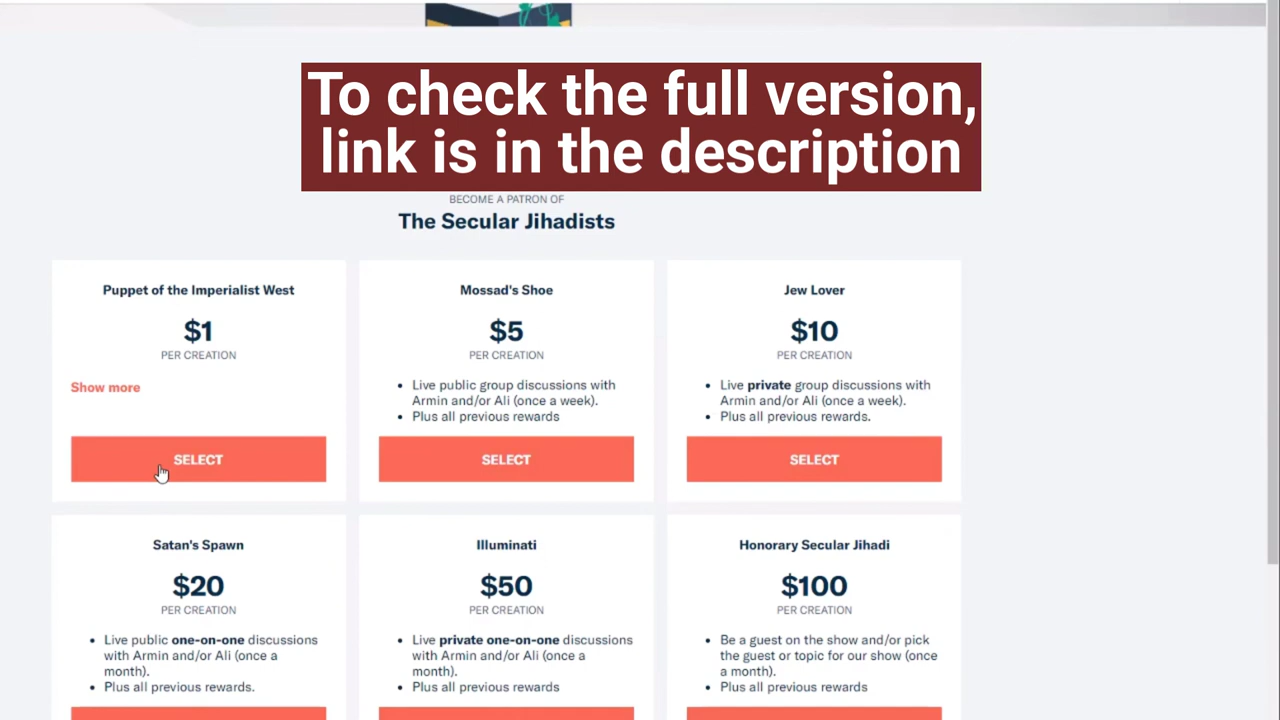 To check the full version,
link is in the description
BECOME A PATRON OF
The Secular Jihadists
Puppet of the Imperialist West
$1
PER CREATION
Show more
SELECT
Mossad's Shoe
$5
PER CREATION
• Live public group discussions with
Armin and/or Ali (once a week).
• Plus all previous rewards
SELECT
Jew Lover
$10
PER CREATION
• Live private group discussions with
Armin and/or Ali (once a week).
• Plus all previous rewards.
SELECT
Satan's Spawn
$20
PER CREATION
• Live public one-on-one discussions
with Armin and/or Ali (once a
month).
• Plus all previous rewards.
Illuminati
$50
PER CREATION
• Live private one-on-one discussions
with Armin and/or Ali (once a
month).
• Plus all previous rewards
Honorary Secular Jihadi
$100
PER CREATION
• Be a guest on the show and/or pick
the guest or topic for our show (once
a month).
• Plus all previous rewards